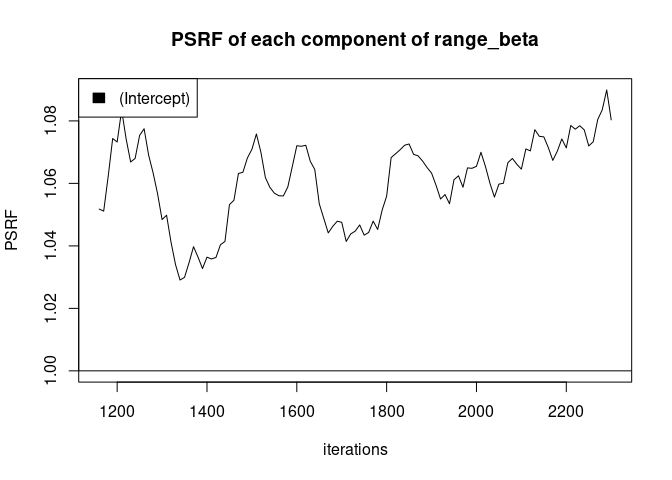 PSRF of each component of range_beta
(Intercept)
PSRF
1.08
1.06
1.04
1.02
1.00
1200 1400 1600 1800 2000 2200
iterations